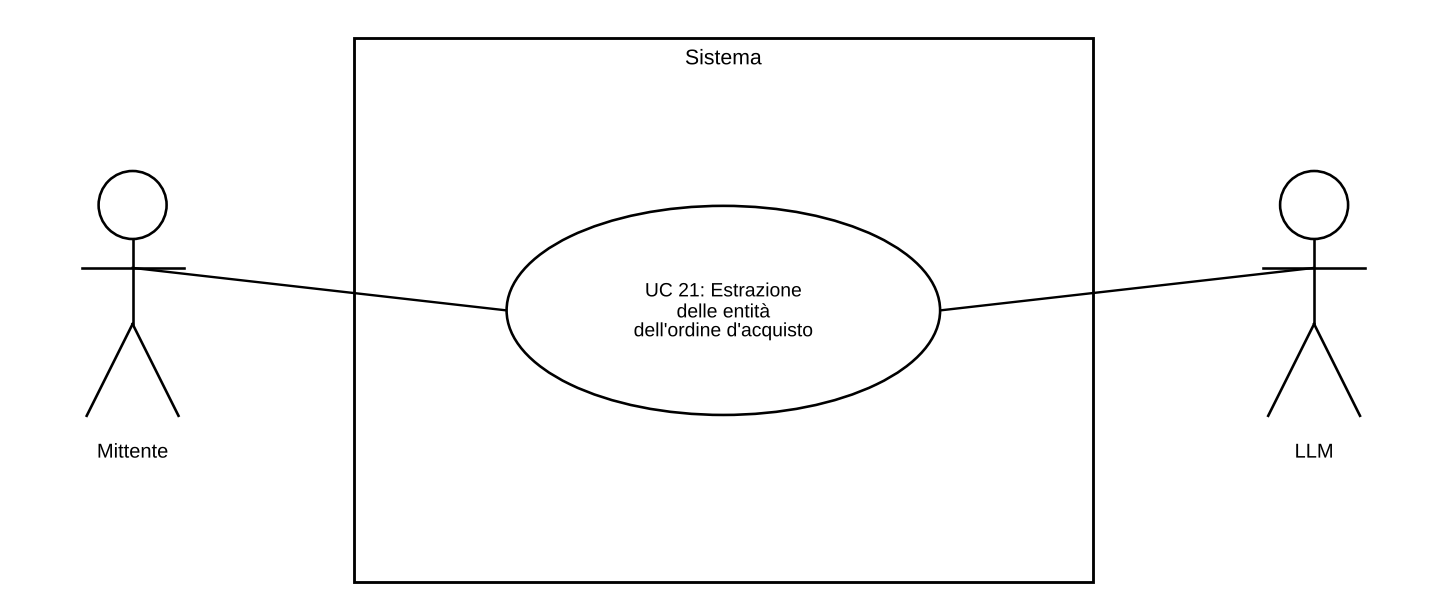 Sistema
UC 21: Estrazione
delle entità
dell'ordine d'acquisto
Mittente
LLM